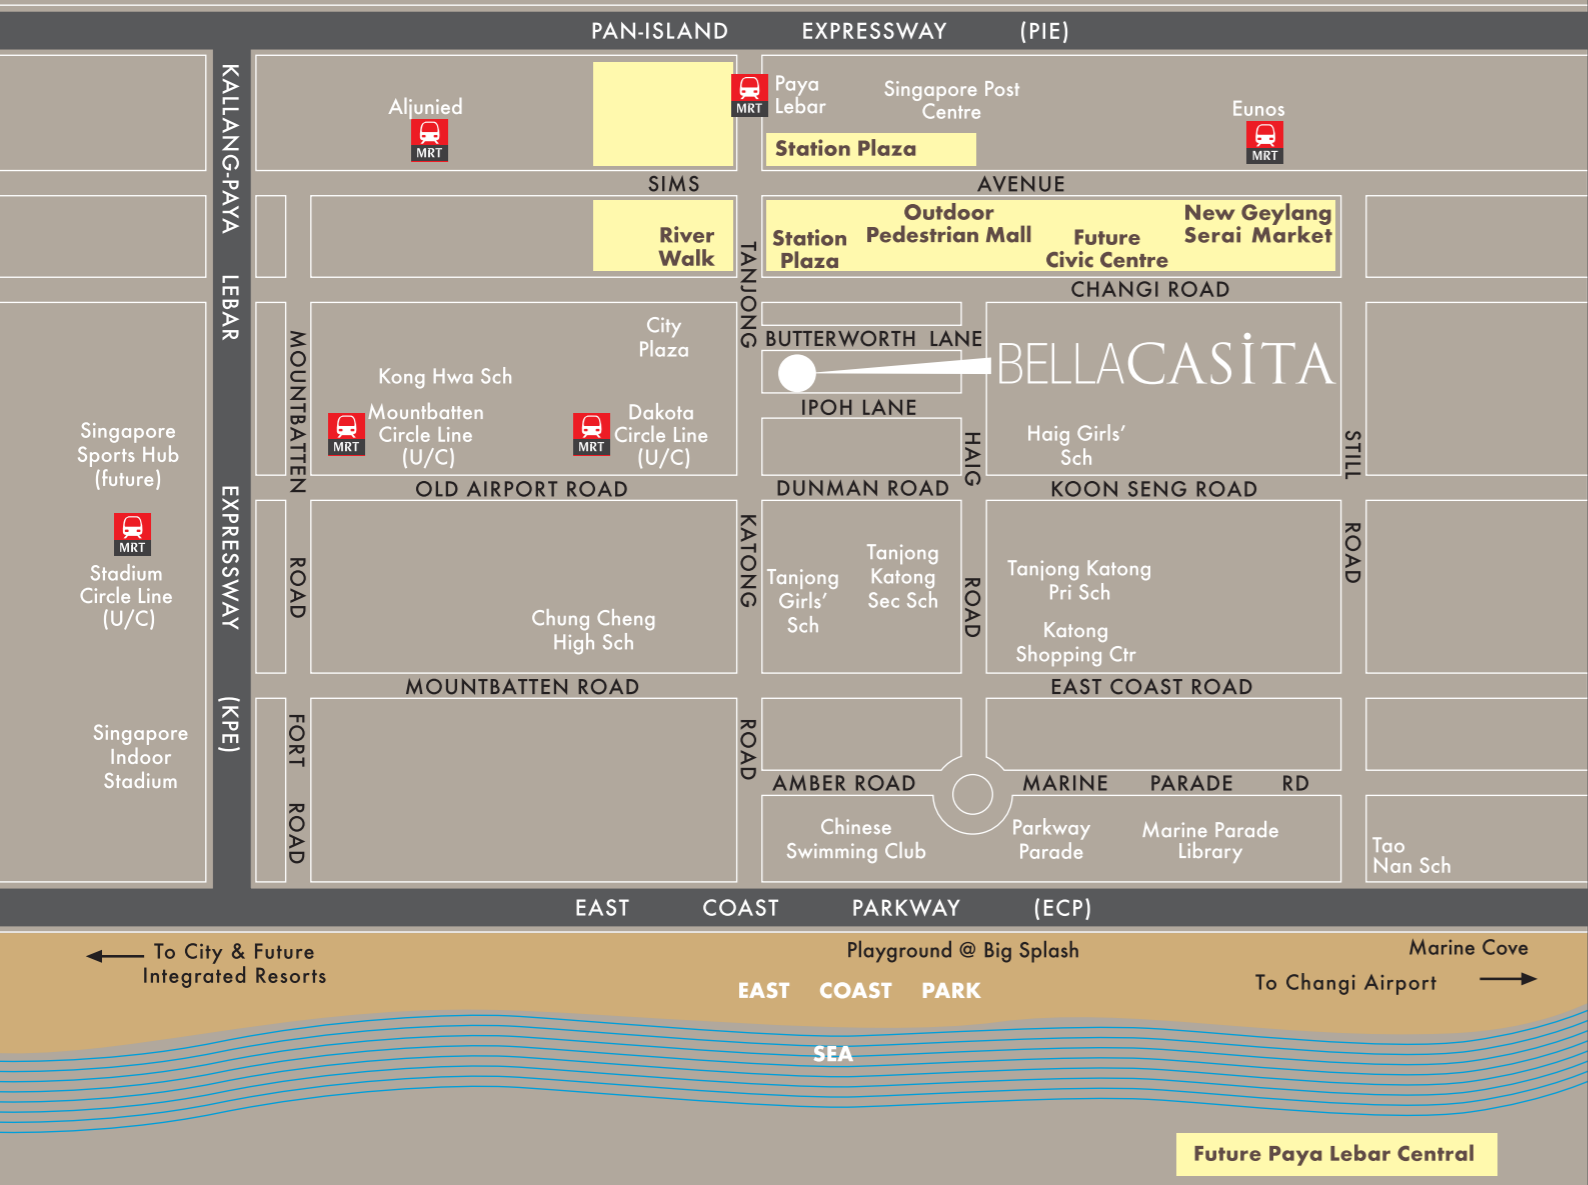 PAN-ISLAND EXPRESSWAY (PIE)
KALLANG-PAYA LEBAR EXPRESSWAY (KPE)
Aljunied
MRT
MRT
Paya
Lebar
Singapore Post
Centre
Eunos
MRT
Station Plaza
SIMS AVENUE
River
Walk
TANJONG KATONG ROAD
Station
Plaza
Outdoor
Pedestrian Mall
Future
Civic Centre
New Geylang
Serai Market
CHANGI ROAD
MOUNTBATTEN ROAD
City
Plaza
Kong Hwa Sch
MRT
Mountbatten
Circle Line
(U/C)
MRT
Dakota
Circle Line
(U/C)
BUTTERWORTH LANE
BELLACASITA
IPOH LANE
HAIG ROAD
Haig Girls'
Sch
STILL ROAD
Singapore
Sports Hub
(future)
MRT
Stadium
Circle Line
(U/C)
OLD AIRPORT ROAD
DUNMAN ROAD
KOON SENG ROAD
Chung Cheng
High Sch
Tanjong
Girls'
Sch
Tanjong
Katong
Sec Sch
Tanjong Katong
Pri Sch
Katong
Shopping Ctr
MOUNTBATTEN ROAD
EAST COAST ROAD
Singapore
Indoor
Stadium
FORT ROAD
AMBER ROAD
MARINE PARADE RD
Chinese
Swimming Club
Parkway
Parade
Marine Parade
Library
Tao
Nan Sch
EAST COAST PARKWAY (ECP)
To City & Future
Integrated Resorts
Playground @ Big Splash
Marine Cove
To Changi Airport
EAST COAST PARK
SEA
Future Paya Lebar Central